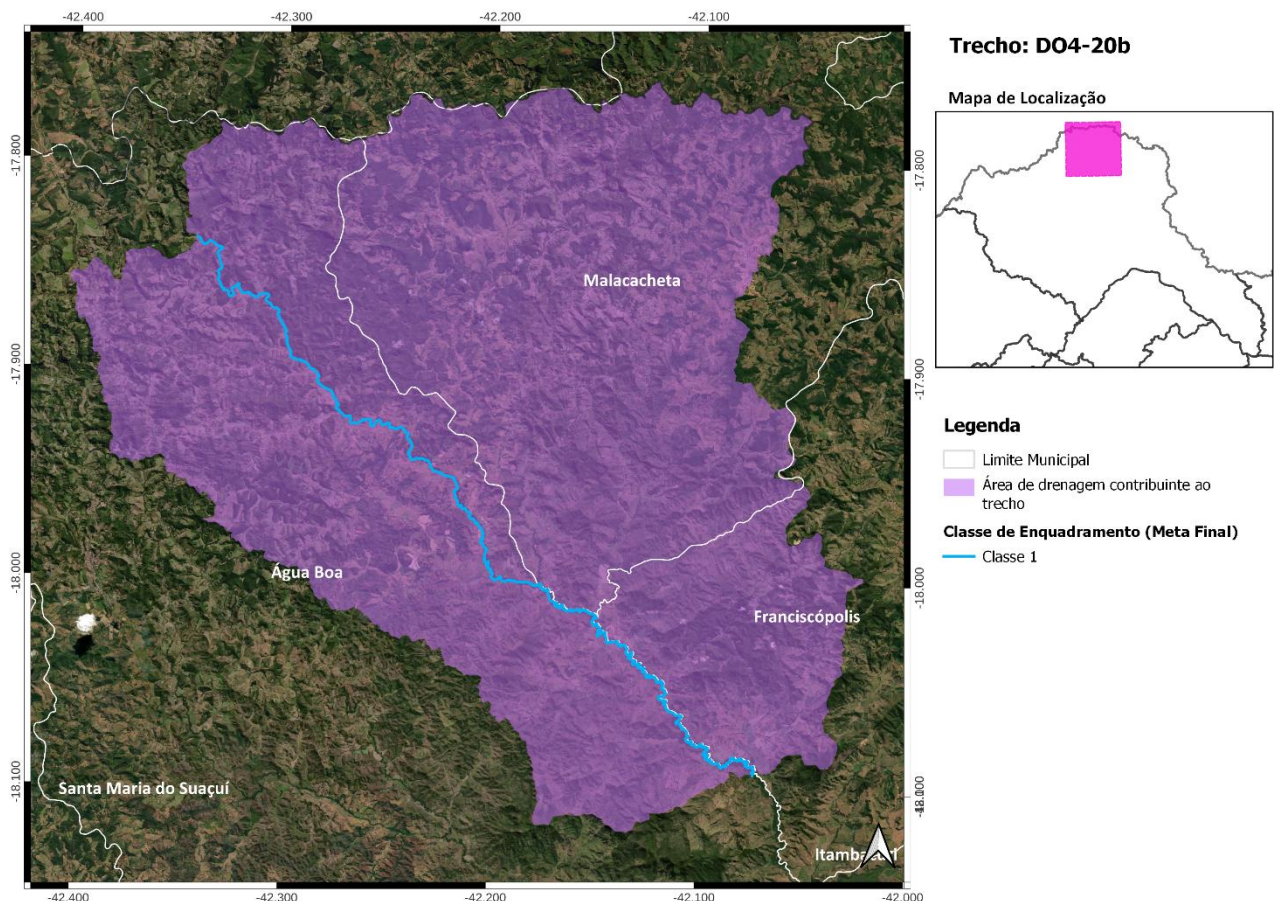 -42.400
-42.300
-42.200
-42.100
Trecho: DO4-20b
Mapa de Localização
-17.800
-17.800
Malacacheta
-17.900
-17.900
Legenda
Limite Municipal
Área de drenagem contribuinte ao
trecho
Classe de Enquadramento (Meta Final)
Classe 1
-18.000
-18.000
Água Boa
Franciscópolis
-18.100
Santa Maria do Suaçuí
-42.400
-42.300
-42.200
-42.100
-42.000